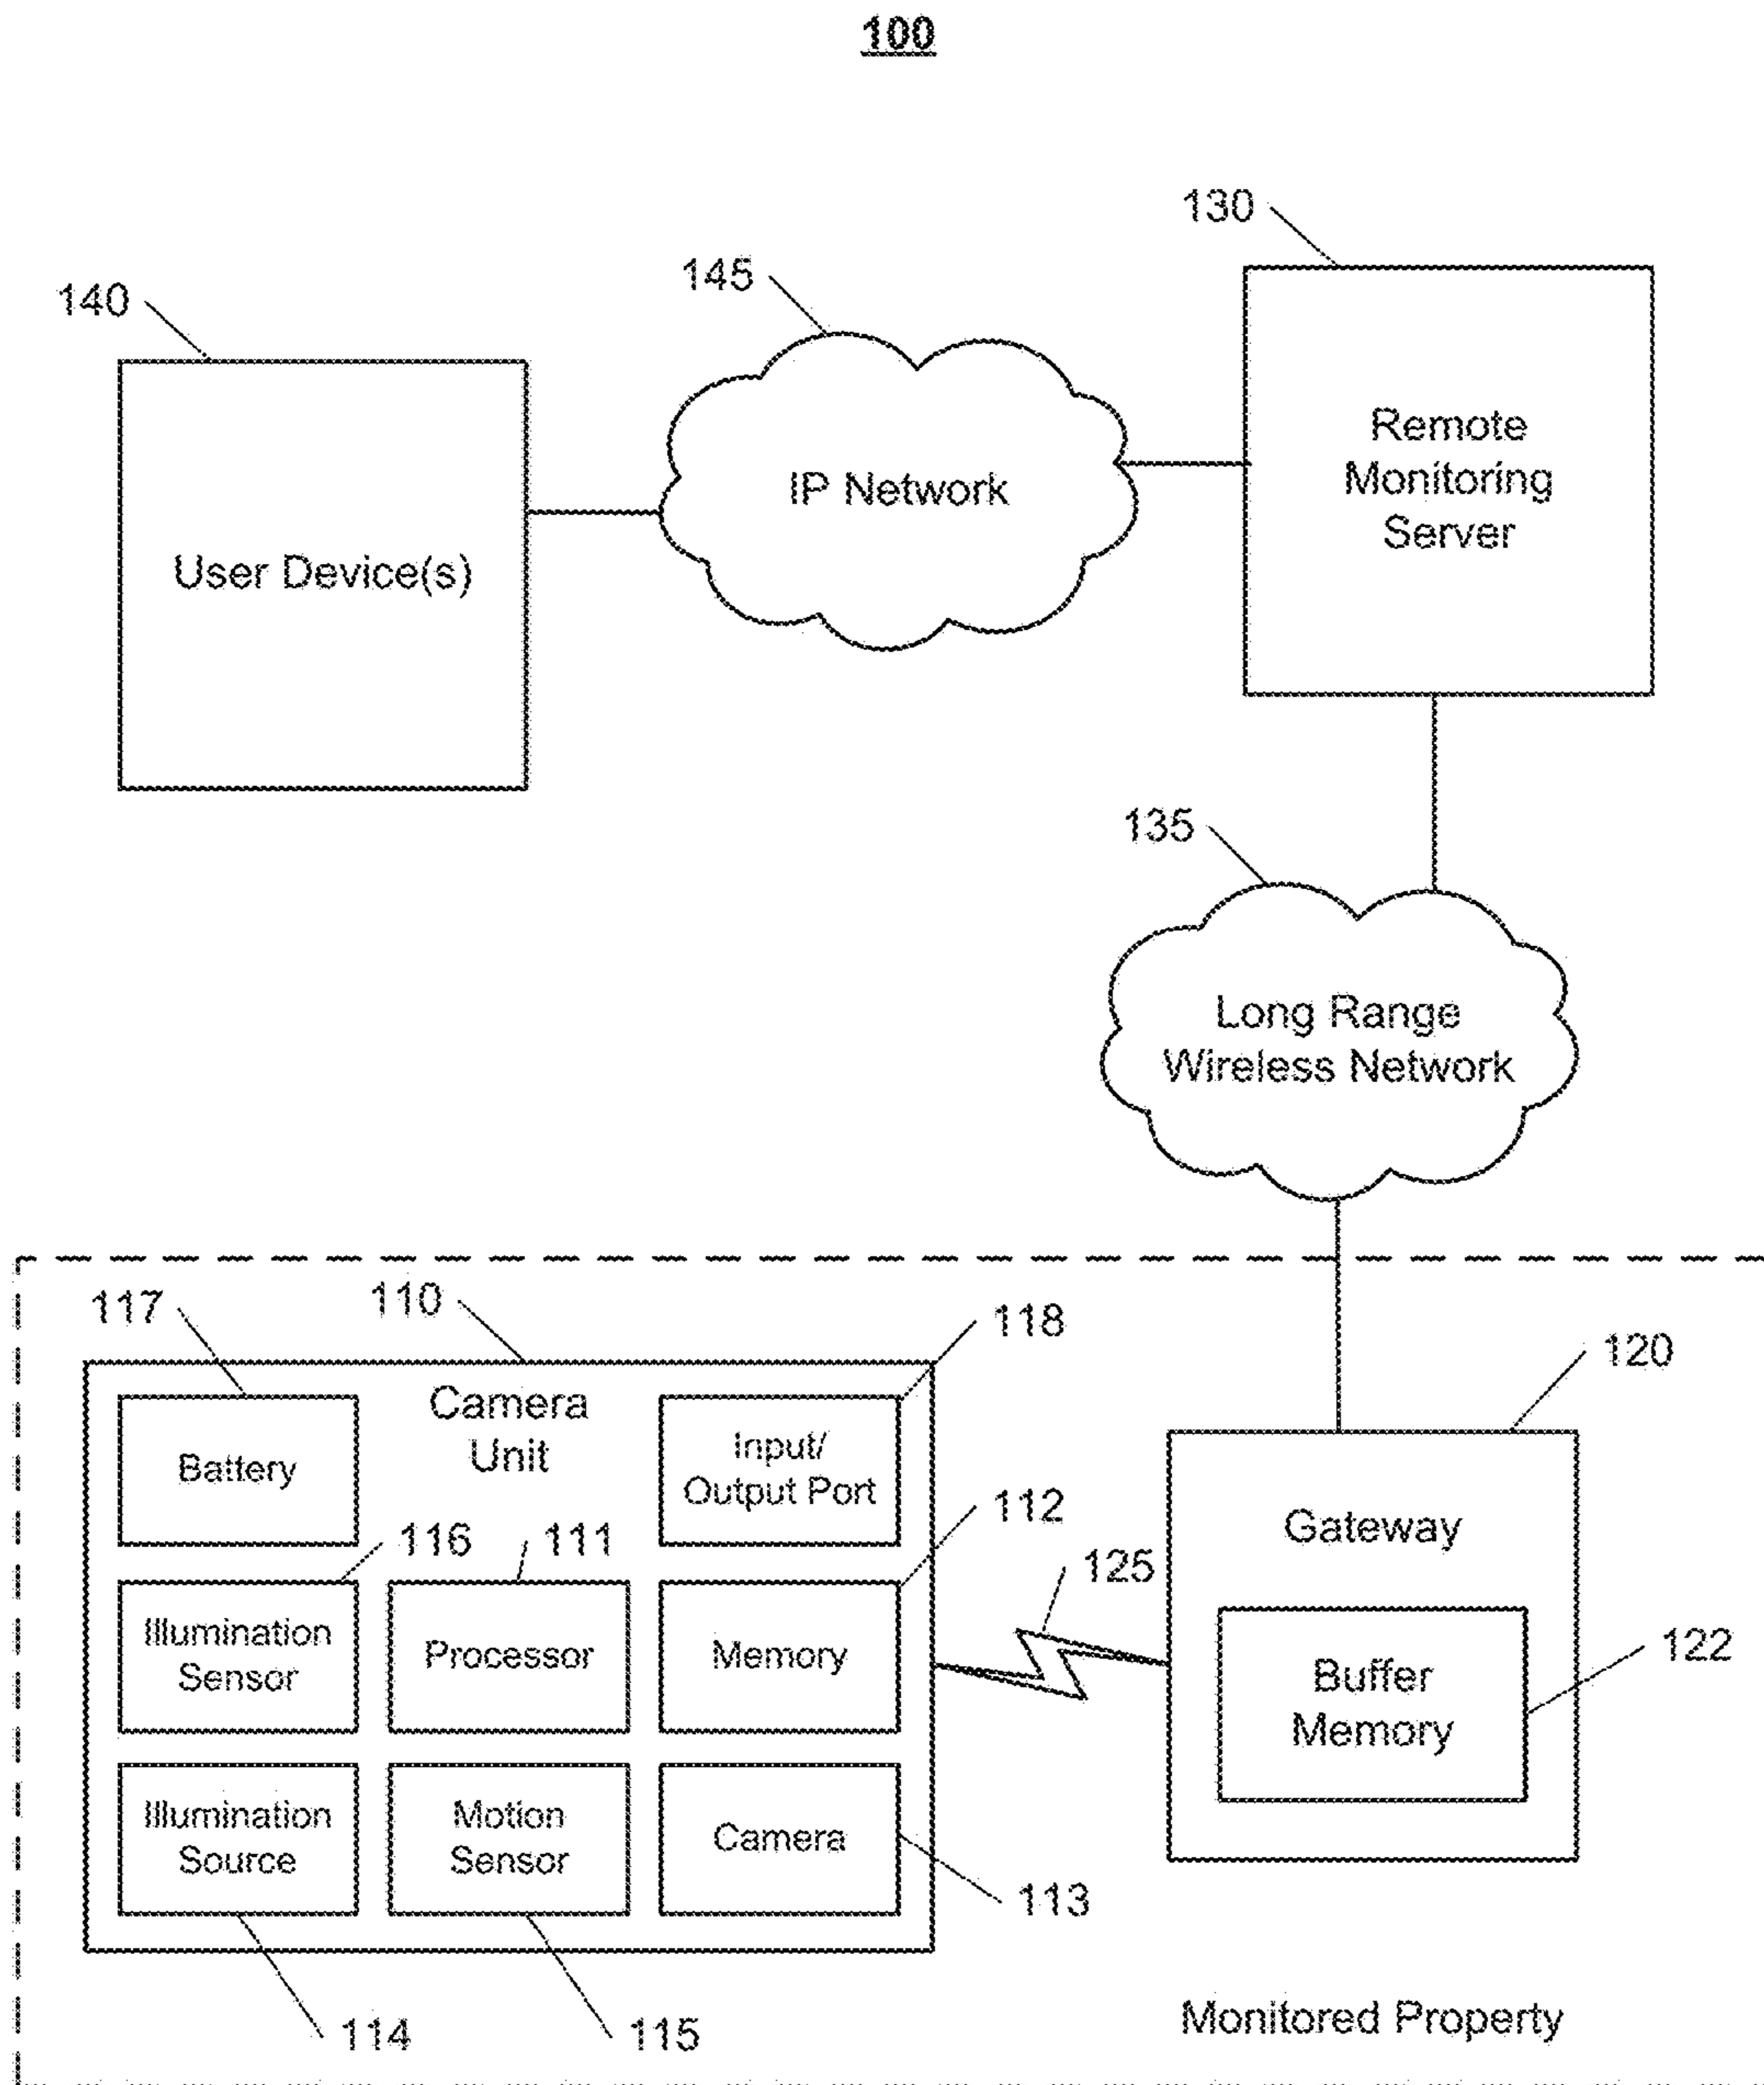 100
130
145
140
Remote
Monitoring
Server
IP Network
User Device(s)
135
Long Range
Wireless Network
117
110
118
120
Camera
Unit
Battery
Input/
Output Port
112
116
111
Gateway
125
Illumination
Sensor
Processor
Memory
122
Buffer
Memory
Illumination
Source
Motion
Sensor
Camera
113
114
115
Monitored Property